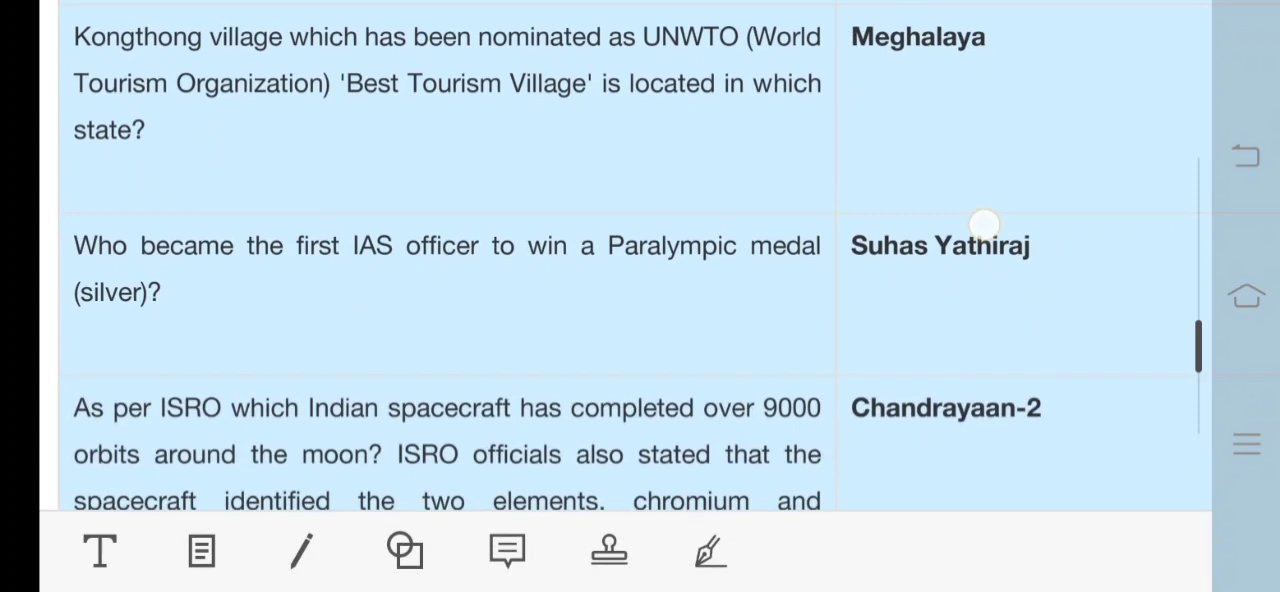 Kongthong village which has been nominated as UNWTO (World Meghalaya
Tourism Organization) 'Best Tourism Village' is located in which
state?
Who became the first IAS officer to win a Paralympic medal Suhas Yathiraj
(silver)?
As per ISRO which Indian spacecraft has completed over 9000 Chandrayaan-2
orbits around the moon? ISRO officials also stated that the
spacecraft identified the two elements, chromium and
T